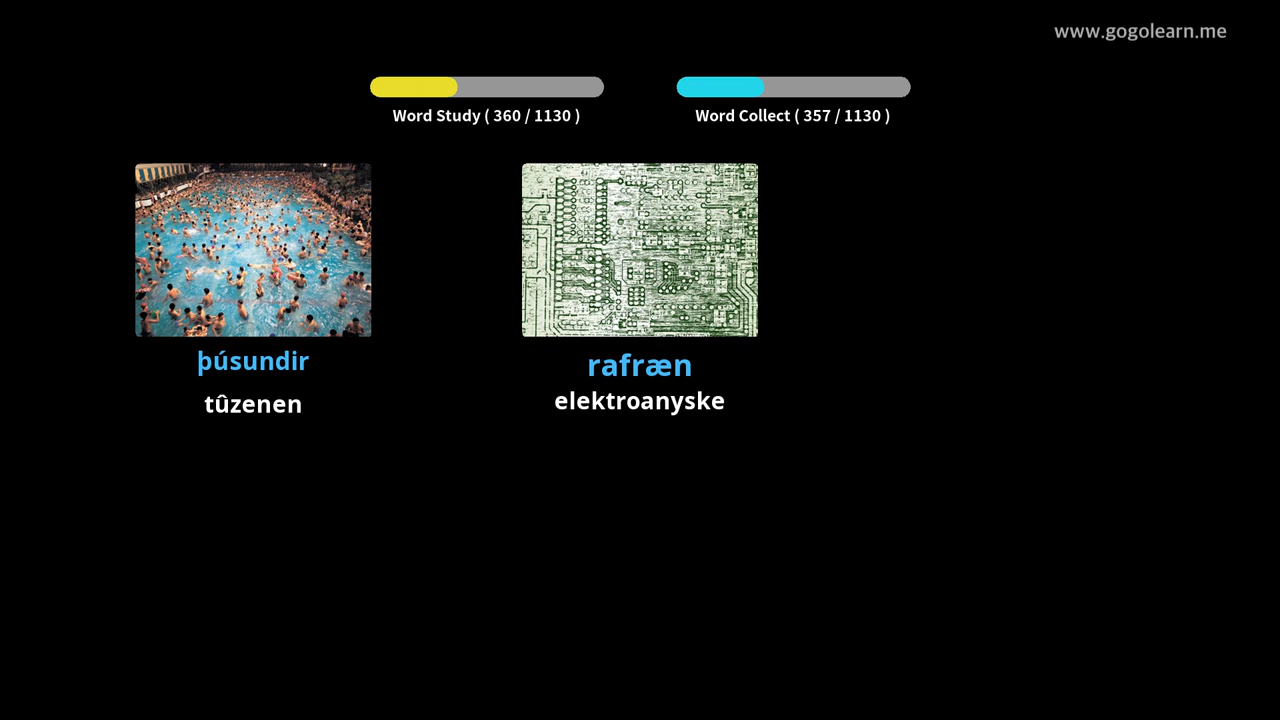 www.gogolearn.me
Word Study ( 360 / 1130 )
Word Collect ( 357 / 1130 )
þúsundir
tûzenen
rafræn
elektroanyske